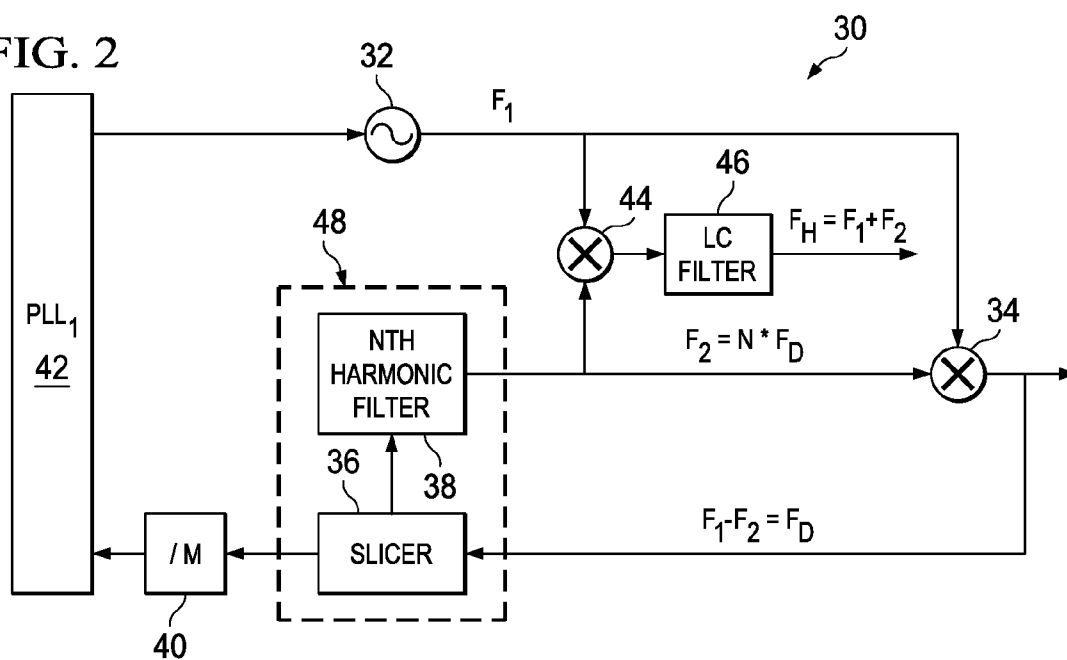 FIG. 2
30
32
F1
46
44
LC
FILTER
FH = F1+F2
48
PLL1
42
NTH
HARMONIC
FILTER
F2 = N * FD
34
36
38
F1-F2 = FD
/ M
SLICER
40